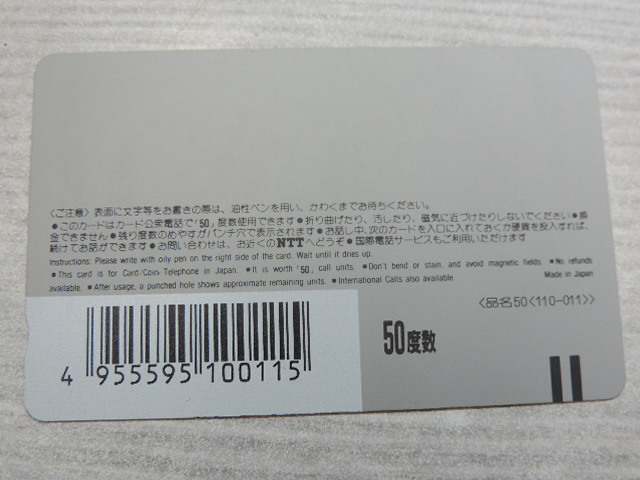 〈ご注意〉表面に文字等をお書きの際は、油性ペンを用い、かわくまでお待ちください。
●このカードはカード公衆電話で「50」度数使用できます●折り曲げたり、汚したり、磁気に近づけたりしないでください●換
金できません●残り度数のめやすがパンチ穴で表示されます●お話し中、次のカードを入口に入れておくか硬貨を投入すれば、
続けてお話ができます●お問い合わせは、お近くのNTTへどうぞ●国際電話サービスもご利用いただけます
Instructions: Please write with oily pen on the right side of the card. Wait until it dries up.
●This card is for Card/Coin Telephone in Japan. ●It is worth「50」call units. ●Don't bend or stain, and avoid magnetic fields. ●No refunds
available. ●After usage, a punched hole shows approximate remaining units. ●International Calls also available.
Made in Japan
〈品名50〈110-011〉〉
50度数
4 955595 100115